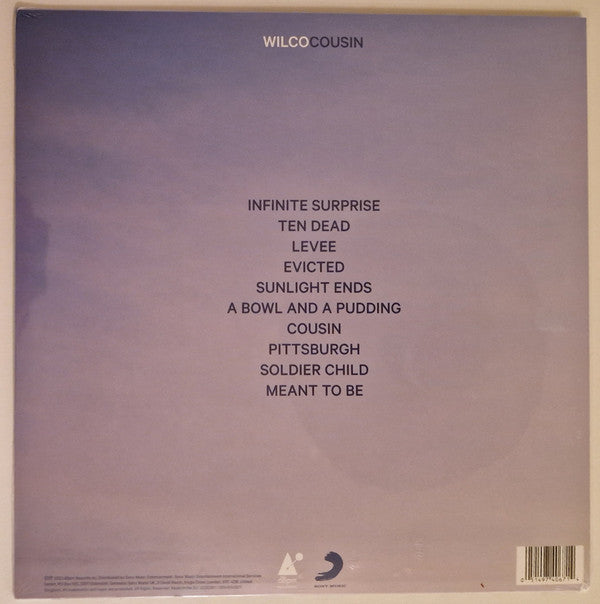 WILCOCOUSIN
INFINITE SURPRISE
TEN DEAD
LEVEE
EVICTED
SUNLIGHT ENDS
A BOWL AND A PUDDING
COUSIN
PITTSBURGH
SOLDIER CHILD
MEANT TO BE
SONY MUSIC